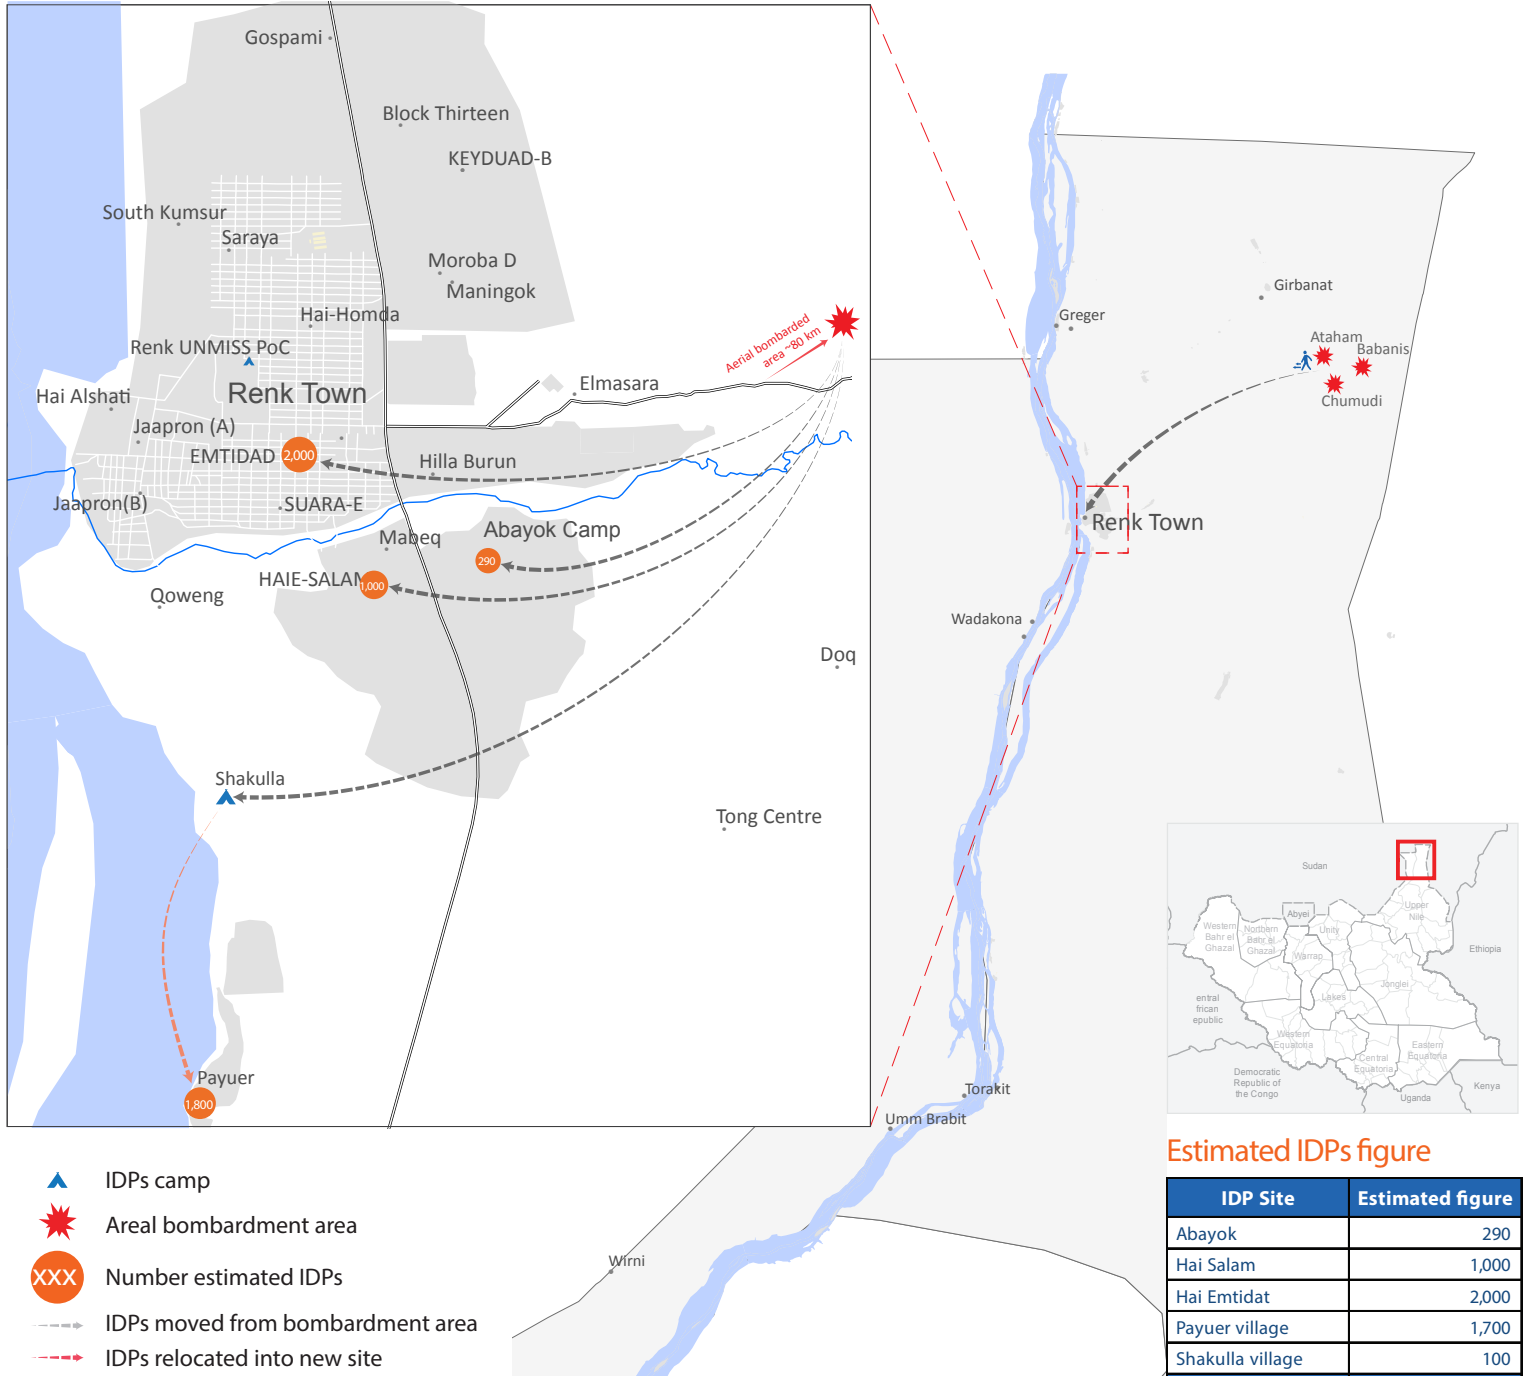 Gospami
Block Thirteen
KEYDUAD-B
South Kumsur
Saraya
Moroba D
Maningok
Hai-Homda
Renk UNMISS PoC
Renk Town
Hai Alshati
Jaapron (A)
EMTIDAD
2,000
Hilla Burun
Jaapron(B)
SUARA-E
Elmasara
Aerial bombarded
area ~80 km
Mabeq
Abayok Camp
290
HAIE-SALAM
1,000
Qoweng
Doq
Shakulla
Tong Centre
Payuer
1,800
Girbanat
Greger
Ataham
Babanis
Chumudi
Renk Town
Wadakona
Torakit
Umm Brabit
Wirni
Sudan
Upper
Nile
Abyei
Western
Bahr el
Ghazal
Northern
Bahr el
Ghazal
Unity
Warrap
Ethiopia
Jonglei
Lakes
entral
frican
epublic
Western
Equatoria
Central
Equatoria
Eastern
Equatoria
Democratic
Republic of
the Congo
Uganda
Kenya
IDPs camp
Areal bombardment area
XXX Number estimated IDPs
IDPs moved from bombardment area
IDPs relocated into new site
Estimated IDPs figure
IDP Site Estimated figure
Abayok 290
Hai Salam 1,000
Hai Emtidat 2,000
Payuer village 1,700
Shakulla village 100